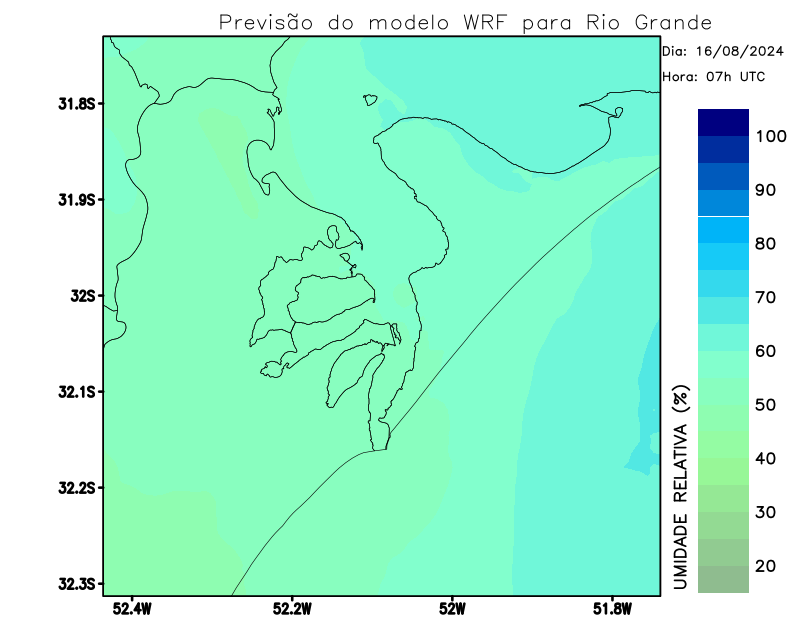 Previsão do modelo WRF para Rio Grande
Dia: 16/08/2024
Hora: 07h UTC
31.8S
31.9S
32S
32.1S
32.2S
32.3S
52.4W
52.2W
52W
51.8W
UMIDADE RELATIVA (%)
100
90
80
70
60
50
40
30
20